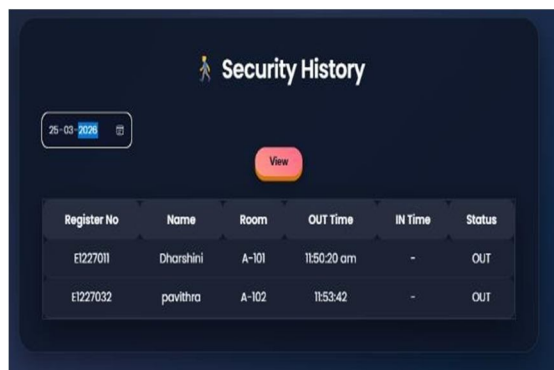 Security History
25-03-2026
View
Register No Name Room OUT Time IN Time Status
E1227011 Dharshini A-101 11:50:20 am - OUT
E1227032 pavithra A-102 11:53:42 - OUT